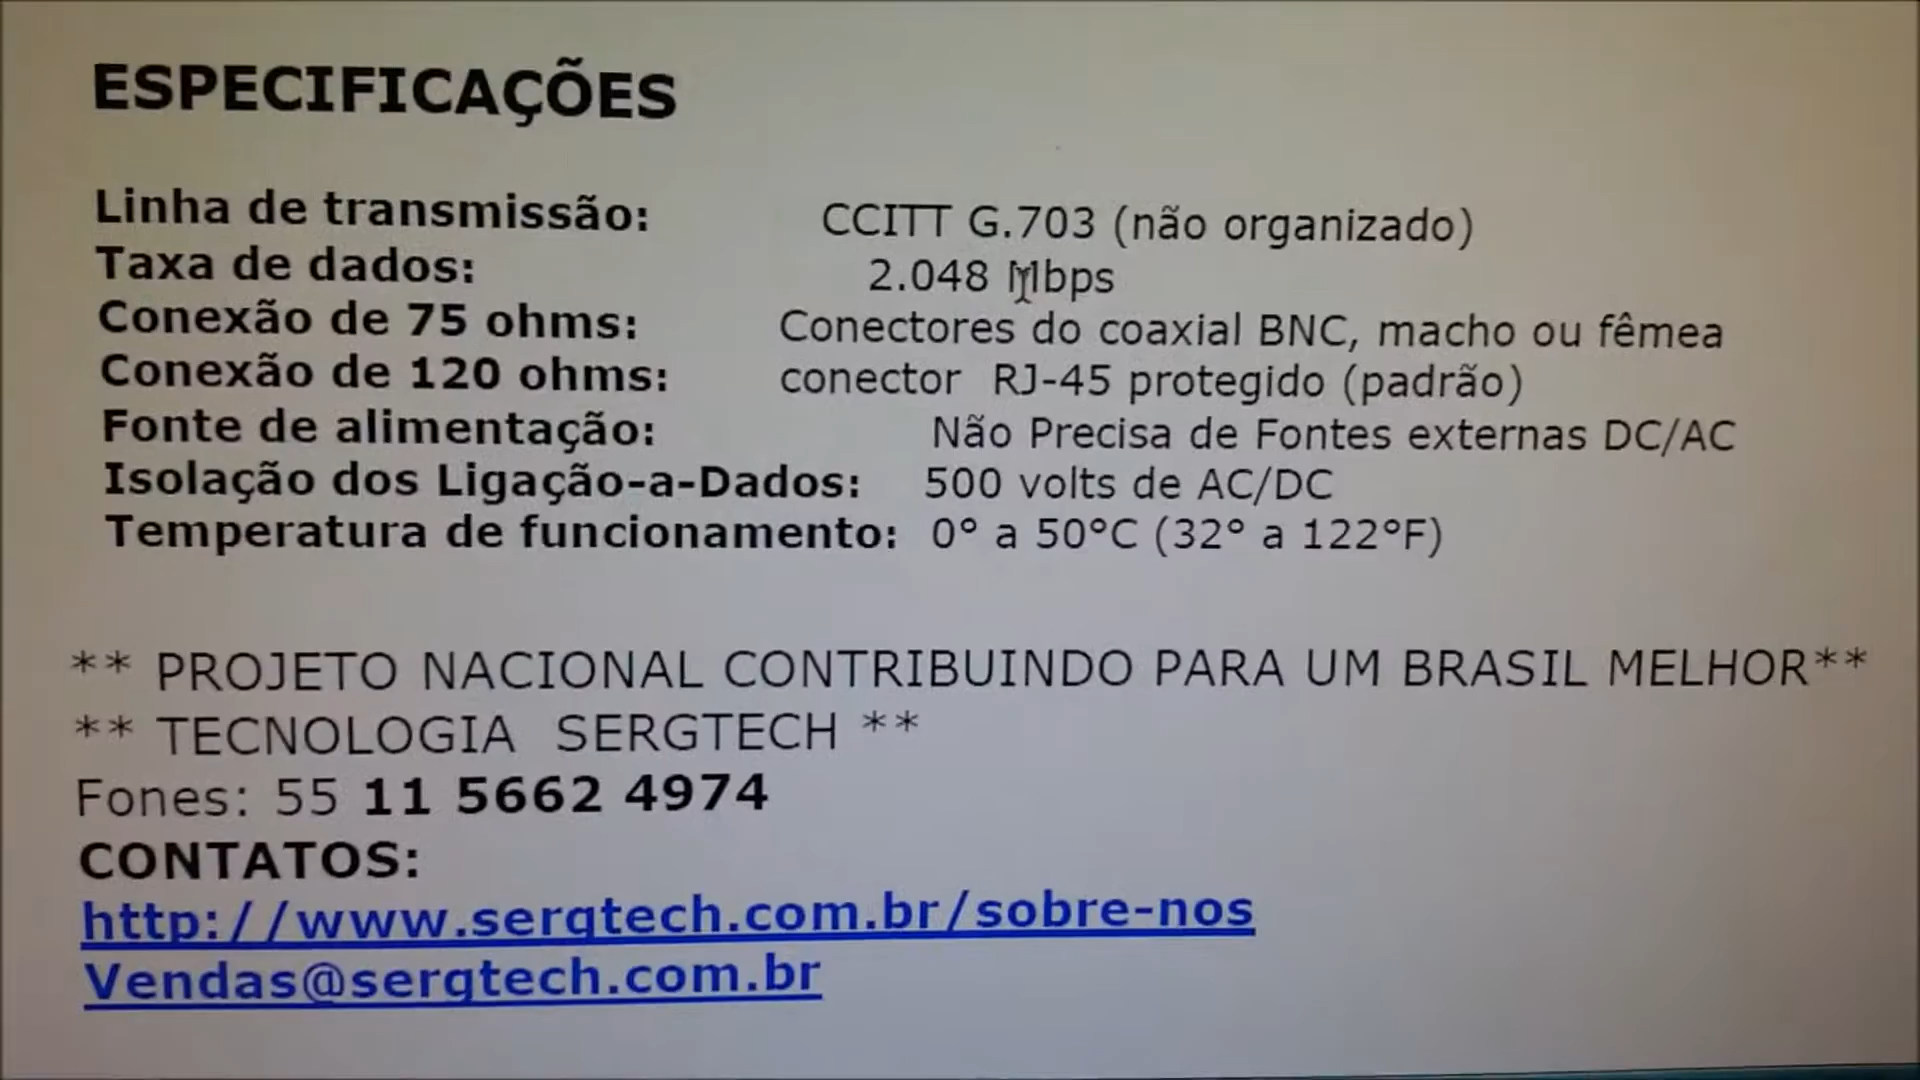 ESPECIFICAÇÕES
Linha de transmissão: CCITT G.703 (não organizado)
Taxa de dados: 2.048 Mbps
Conexão de 75 ohms: Conectores do coaxial BNC, macho ou fêmea
Conexão de 120 ohms: conector RJ-45 protegido (padrão)
Fonte de alimentação: Não Precisa de Fontes externas DC/AC
Isolação dos Ligação-a-Dados: 500 volts de AC/DC
Temperatura de funcionamento: 0° a 50°C (32° a 122°F)
** PROJETO NACIONAL CONTRIBUINDO PARA UM BRASIL MELHOR**
** TECNOLOGIA SERGTECH **
Fones: 55 11 5662 4974
CONTATOS:
http://www.sergtech.com.br/sobre-nos
Vendas@sergtech.com.br